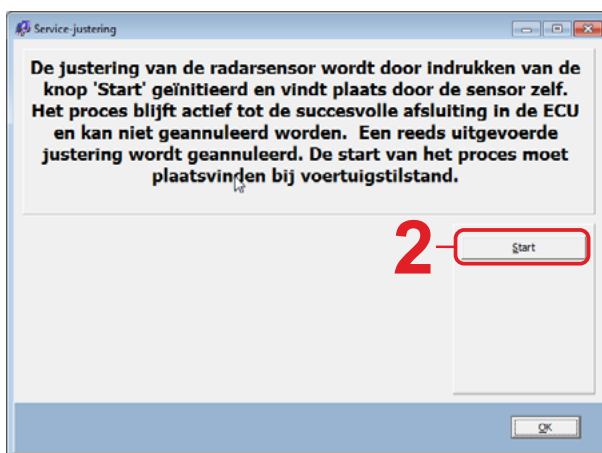 Service-justering
De justering van de radarsensor wordt door indrukken van de
knop 'Start' geïnitieerd en vindt plaats door de sensor zelf.
Het proces blijft actief tot de succesvolle afsluiting in de ECU
en kan niet geannuleerd worden. Een reeds uitgevoerde
justering wordt geannuleerd. De start van het proces moet
plaatsvinden bij voertuigstilstand.
2
Start
OK